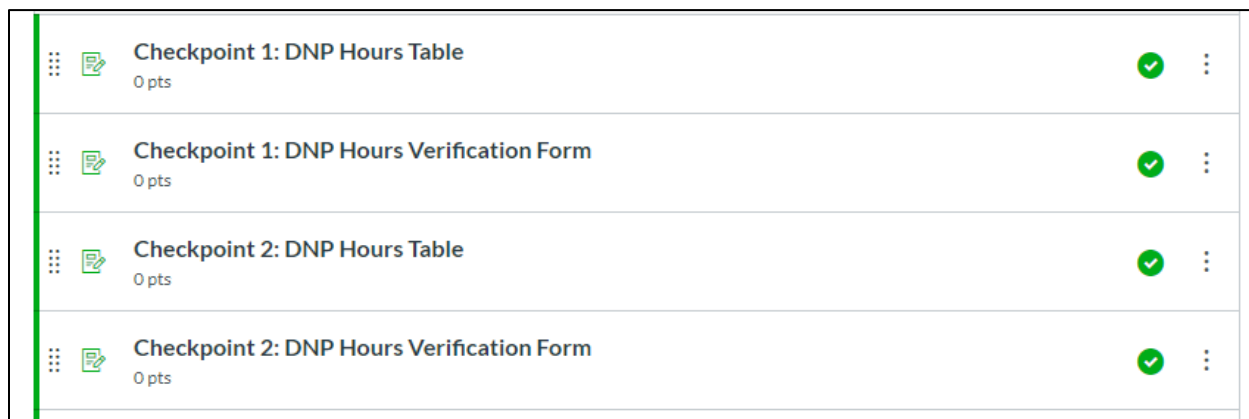 Checkpoint 1: DNP Hours Table
0 pts
Checkpoint 1: DNP Hours Verification Form
0 pts
Checkpoint 2: DNP Hours Table
0 pts
Checkpoint 2: DNP Hours Verification Form
0 pts